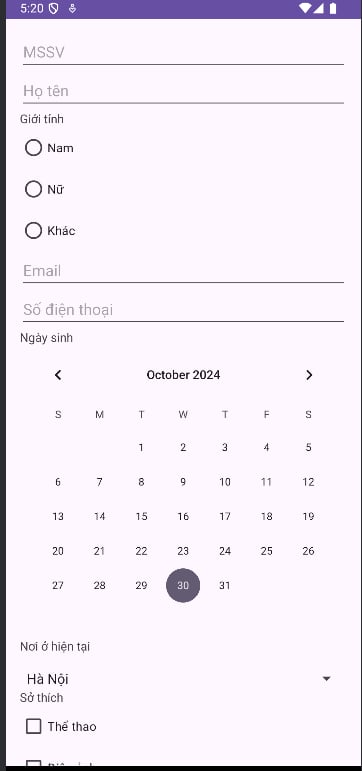 5:20
MSSV
Họ tên
Giới tính
Nam
Nữ
Khác
Email
Số điện thoại
Ngày sinh
October 2024
S M T W T F S
1 2 3 4 5
6 7 8 9 10 11 12
13 14 15 16 17 18 19
20 21 22 23 24 25 26
27 28 29 30 31
Nơi ở hiện tại
Hà Nội
Sở thích
Thể thao